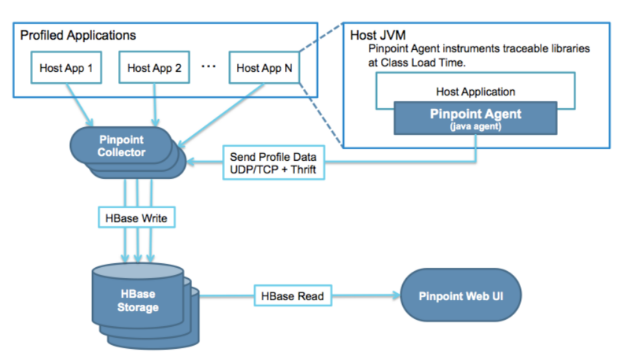 Profiled Applications
Host App 1
Host App 2
...
Host App N
Host JVM
Pinpoint Agent instruments traceable libraries
at Class Load Time.
Host Application
Pinpoint Agent
(java agent)
Pinpoint
Collector
Send Profile Data
UDP/TCP + Thrift
HBase Write
HBase
Storage
HBase Read
Pinpoint Web UI